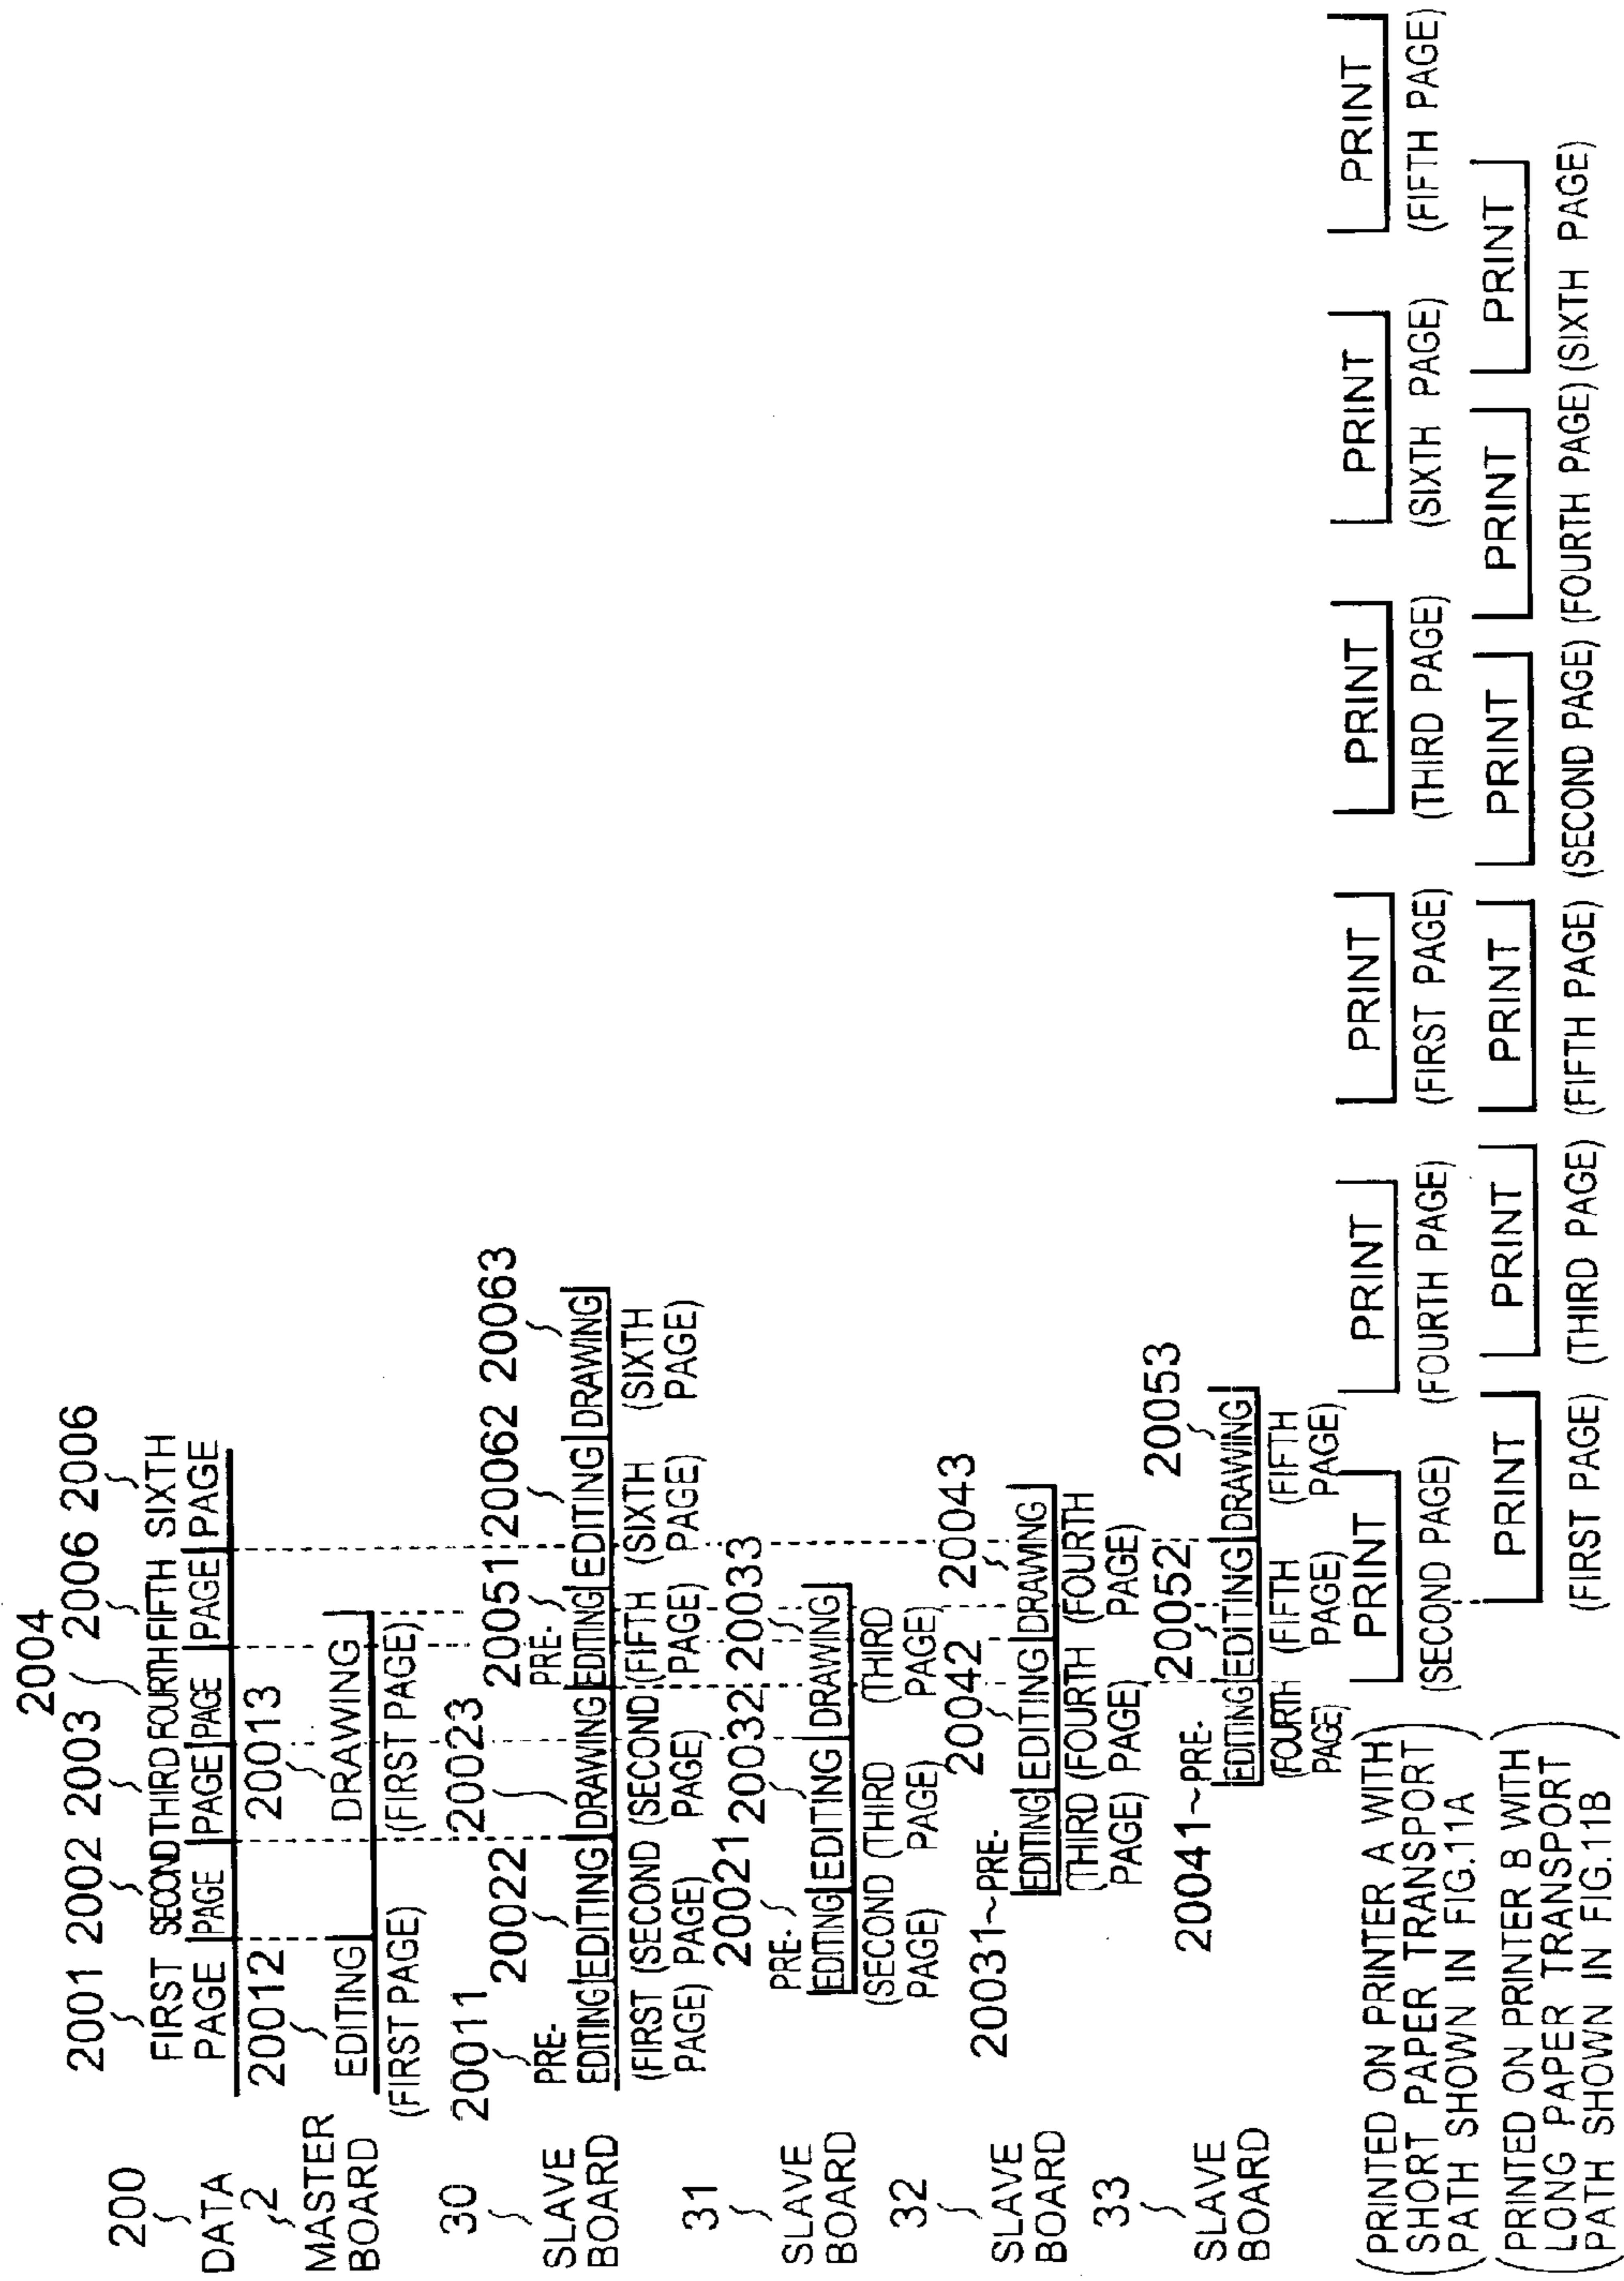 2004
2001 2002 2003 2006 2006
200 FIRST SECOND THIRD FOURTH FIFTH SIXTH
DATA PAGE PAGE PAGE PAGE PAGE PAGE
2 20012 20013
MASTER EDITING DRAWING
BOARD (FIRST PAGE) (FIRST PAGE)
30 20011 20022 20023 20051 20062 20063
PRE- PRE-
SLAVE EDITING EDITING DRAWING EDITING EDITING DRAWING
BOARD (FIRST (SECOND (SECOND (FIFTH (SIXTH (SIXTH
PAGE) PAGE) PAGE) PAGE) PAGE) PAGE)
31 20021 20032 20033
PRE-
SLAVE EDITING EDITING DRAWING
BOARD (SECOND (THIRD (THIRD
PAGE) PAGE) PAGE)
32 20031~PRE- 20042 20043
SLAVE EDITING EDITING DRAWING
BOARD (THIRD (FOURTH (FOURTH
PAGE) PAGE) PAGE)
33 20041~PRE- 20052 20053
SLAVE EDITING EDITING DRAWING
BOARD (FOURTH (FIFTH (FIFTH
PAGE) PAGE) PAGE)
(PRINTED ON PRINTER A WITH
SHORT PAPER TRANSPORT
PATH SHOWN IN FIG.11A)
PRINT PRINT PRINT PRINT PRINT PRINT
(SECOND PAGE) (FOURTH PAGE) (FIRST PAGE) (THIRD PAGE) (SIXTH PAGE) (FIFTH PAGE)
(PRINTED ON PRINTER B WITH
LONG PAPER TRANSPORT
PATH SHOWN IN FIG.11B)
PRINT PRINT PRINT PRINT PRINT PRINT
(FIRST PAGE) (THIRD PAGE) (FIFTH PAGE) (SECOND PAGE) (FOURTH PAGE) (SIXTH PAGE)